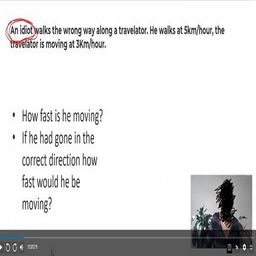 An idiot walks the wrong way along a travelator. He walks at 5km/hour, the
travelator is moving at 3Km/hour.
• How fast is he moving?
• If he had gone in the
correct direction how
fast would he be
moving?